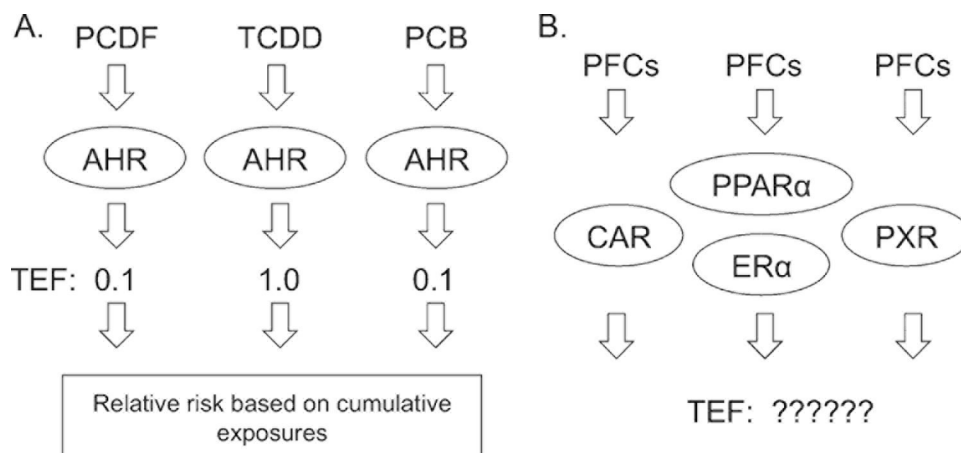 A.
PCDF TCDD PCB
AHR AHR AHR
TEF: 0.1 1.0 0.1
Relative risk based on cumulative
exposures
B.
PFCs PFCs PFCs
PPARα
CAR PXR
ERα
TEF: ??????